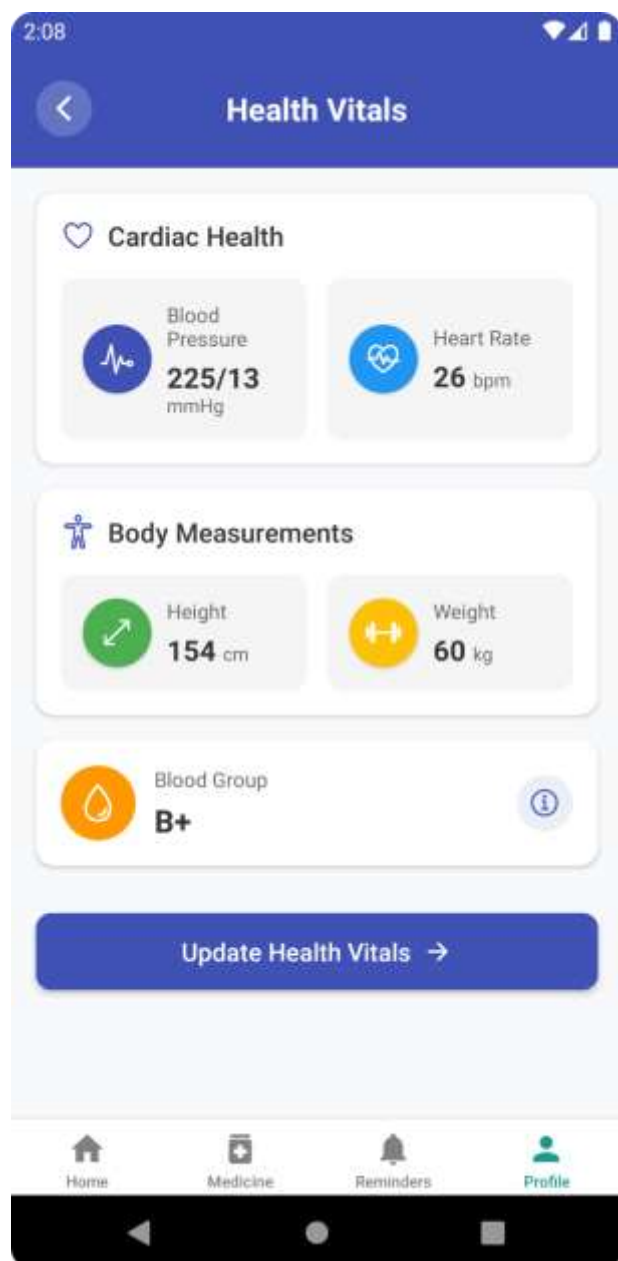 2:08
Health Vitals
Cardiac Health
Blood
Pressure
225/13
mmHg
Heart Rate
26 bpm
Body Measurements
Height
154 cm
Weight
60 kg
Blood Group
B+
Update Health Vitals →
Home
Medicine
Reminders
Profile